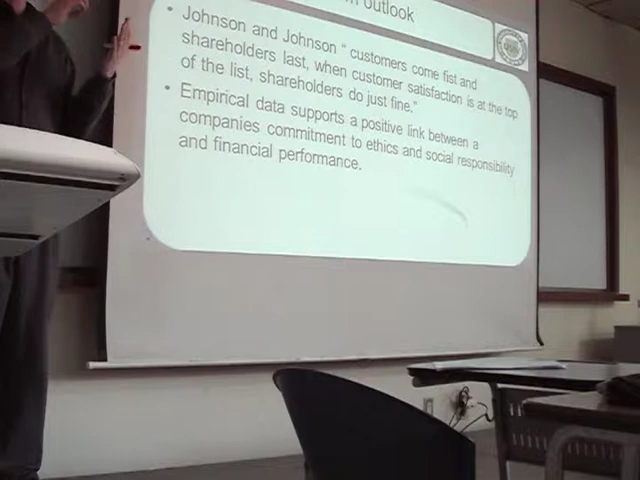 outlook
• Johnson and Johnson “ customers come fist and
shareholders last, when customer satisfaction is at the top
of the list, shareholders do just fine.”
• Empirical data supports a positive link between a
companies commitment to ethics and social responsibility
and financial performance.